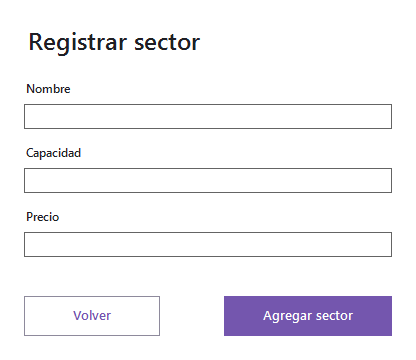 Registrar sector
Nombre
Capacidad
Precio
Volver
Agregar sector